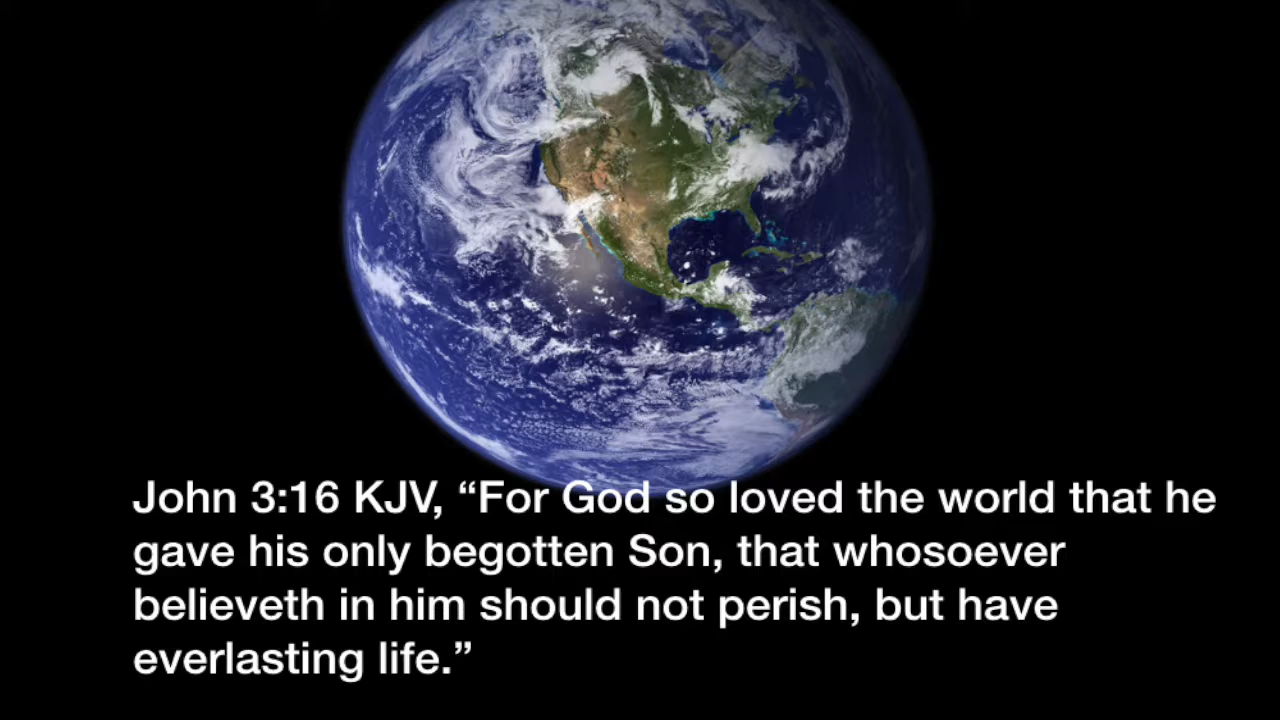 John 3:16 KJV, “For God so loved the world that he
gave his only begotten Son, that whosoever
believeth in him should not perish, but have
everlasting life.”